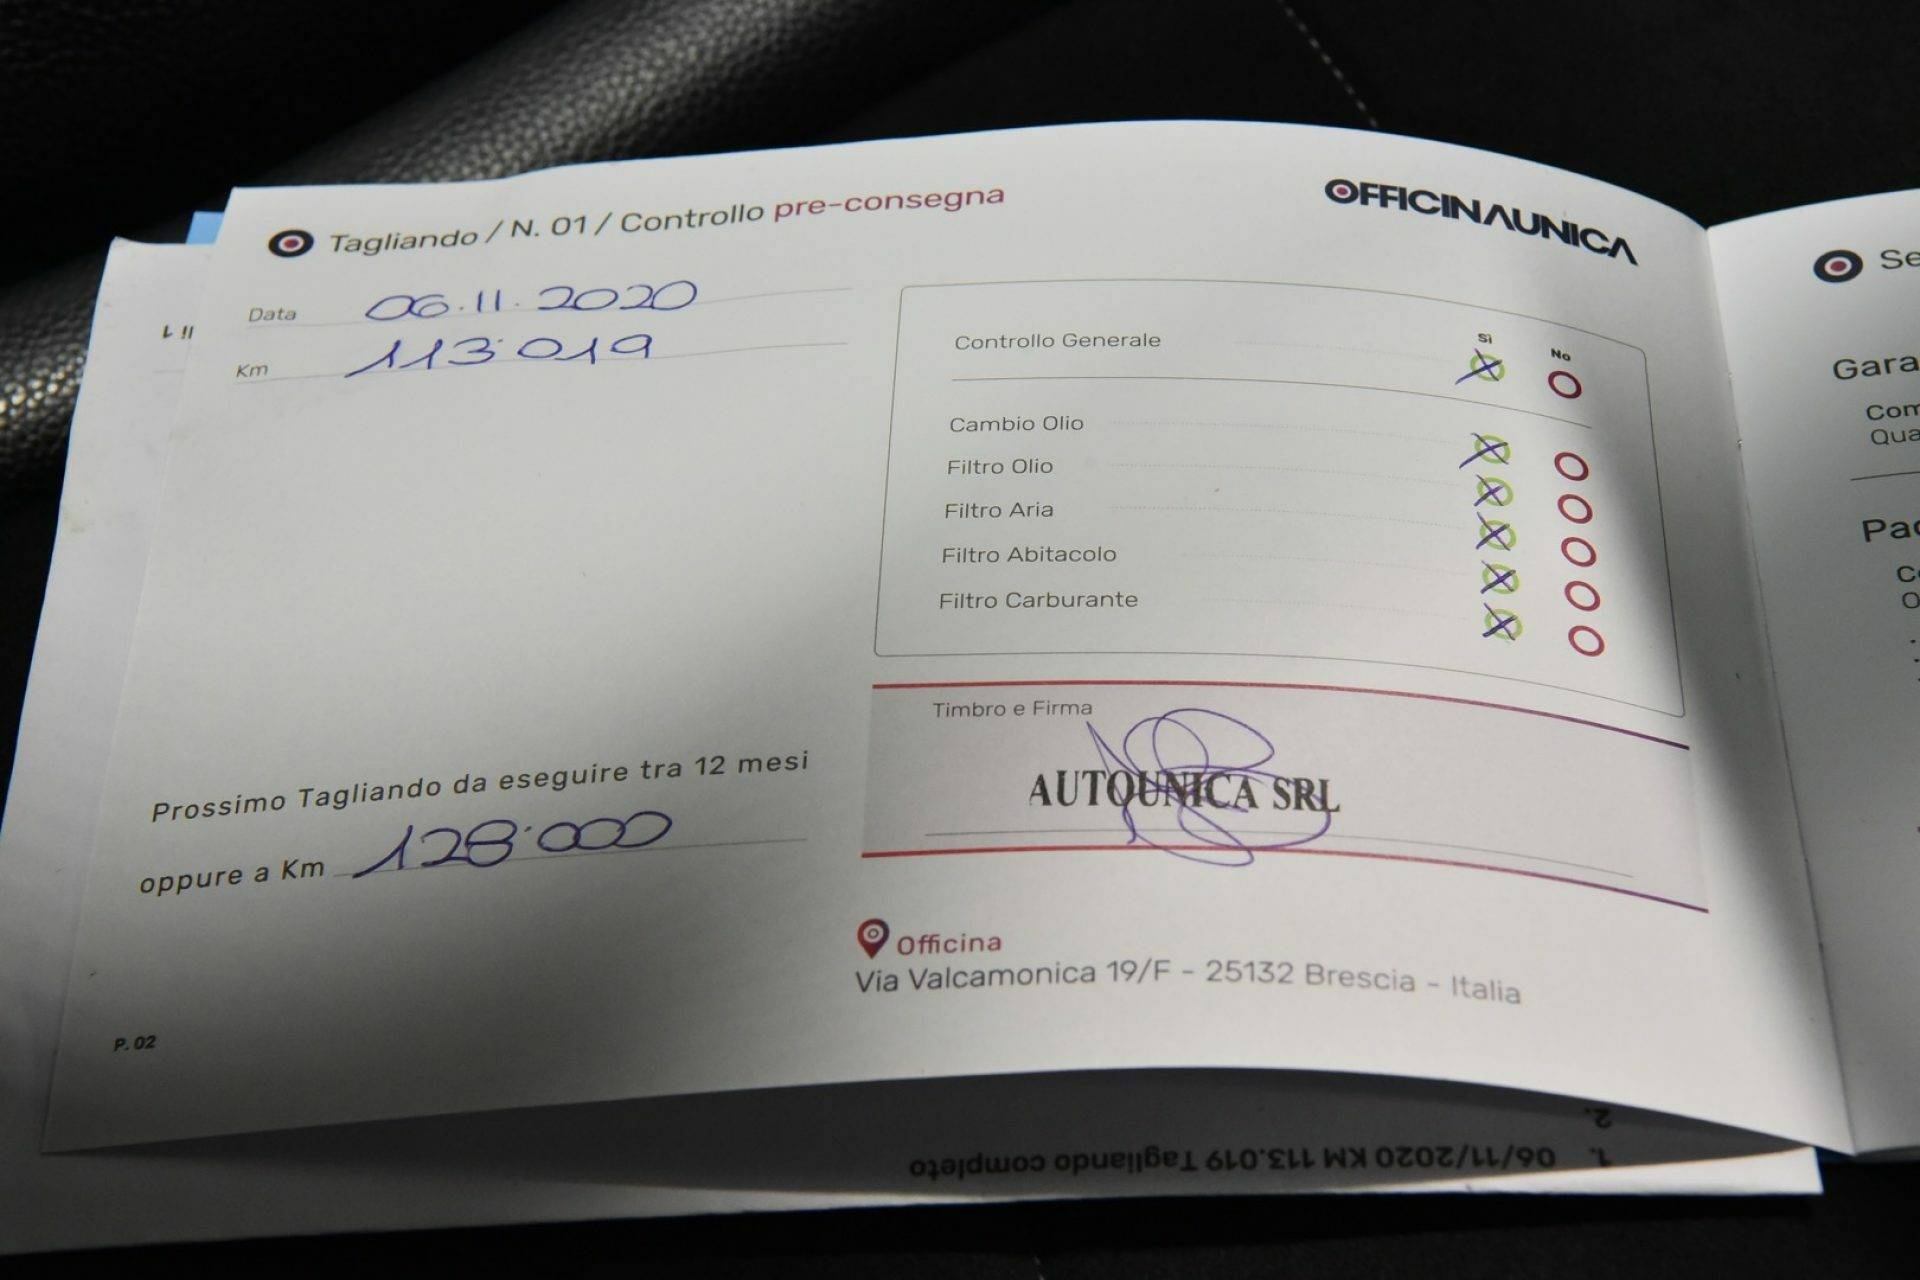 Tagliando / N. 01 / Controllo pre-consegna
OFFICINAUNICA
Data 06.11.2020
Km 113.019
Sì No
Controllo Generale
Cambio Olio
Filtro Olio
Filtro Aria
Filtro Abitacolo
Filtro Carburante
Timbro e Firma
AUTOUNICA SRL
Prossimo Tagliando da eseguire tra 12 mesi
oppure a Km 128.000
Officina
Via Valcamonica 19/F - 25132 Brescia - Italia
P. 02
1. 06/11/2020 KM 113.019 Tagliando completo
2.